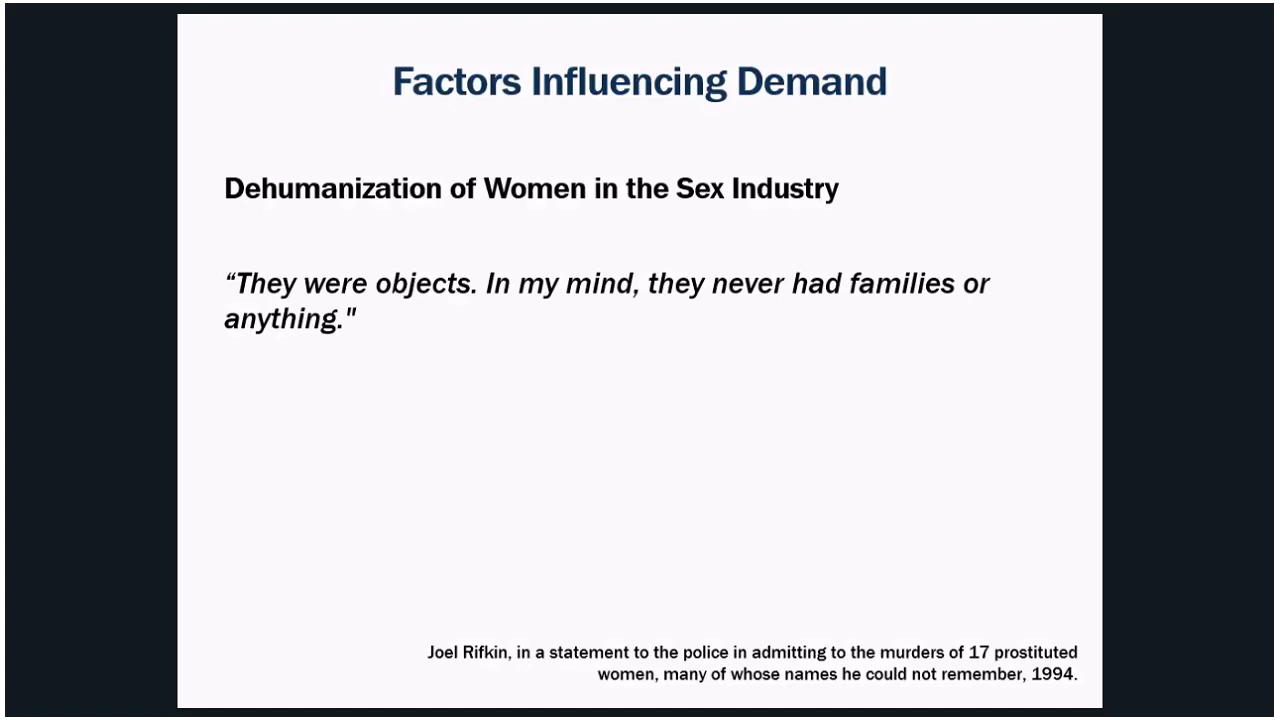 Factors Influencing Demand
Dehumanization of Women in the Sex Industry
“They were objects. In my mind, they never had families or
anything."
Joel Rifkin, in a statement to the police in admitting to the murders of 17 prostituted
women, many of whose names he could not remember, 1994.